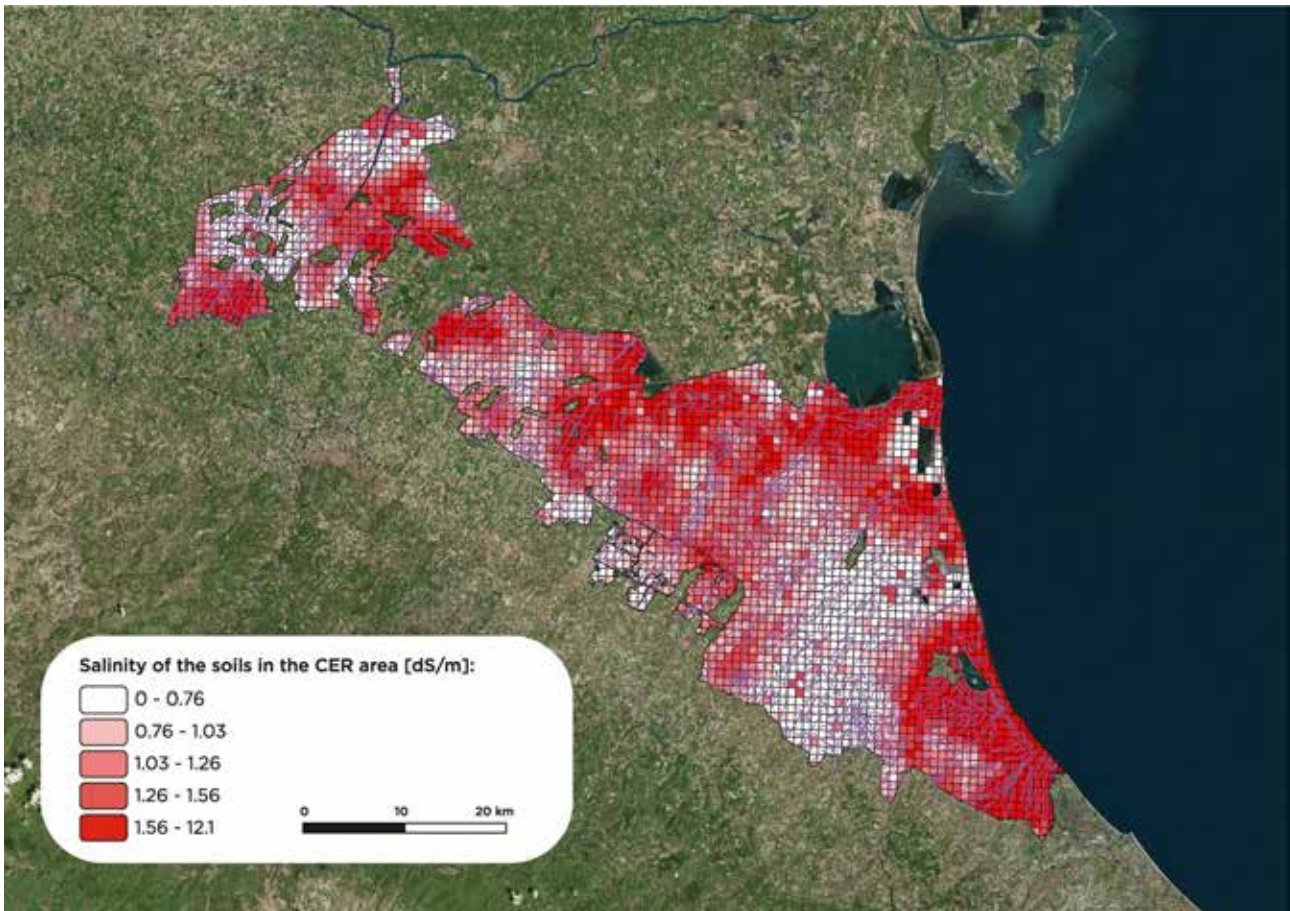 Salinity of the soils in the CER area [dS/m]:
0 - 0.76
0.76 - 1.03
1.03 - 1.26
1.26 - 1.56
1.56 - 12.1
0 10 20 km